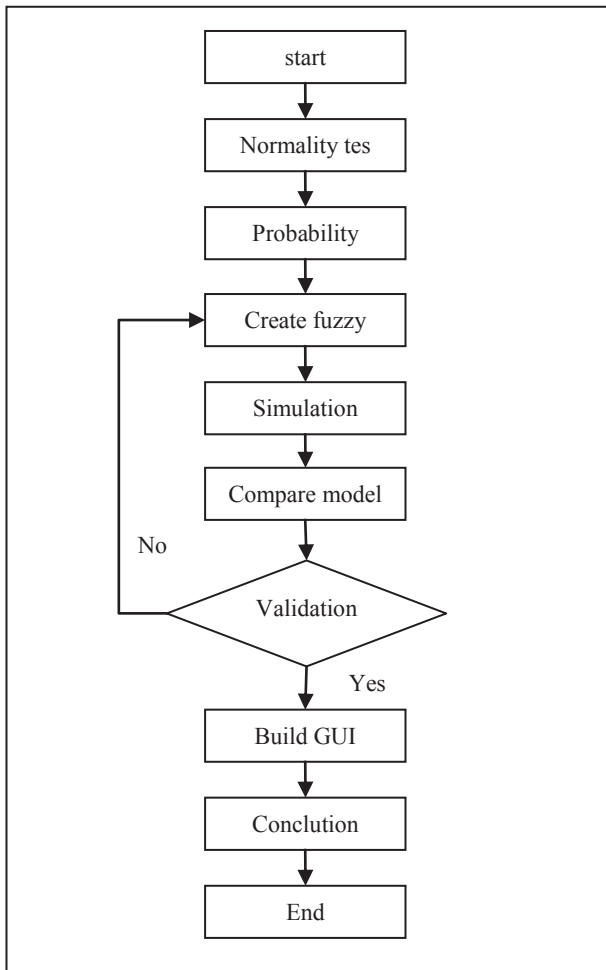 start
Normality tes
Probability
Create fuzzy
Simulation
Compare model
No
Validation
Yes
Build GUI
Conclution
End